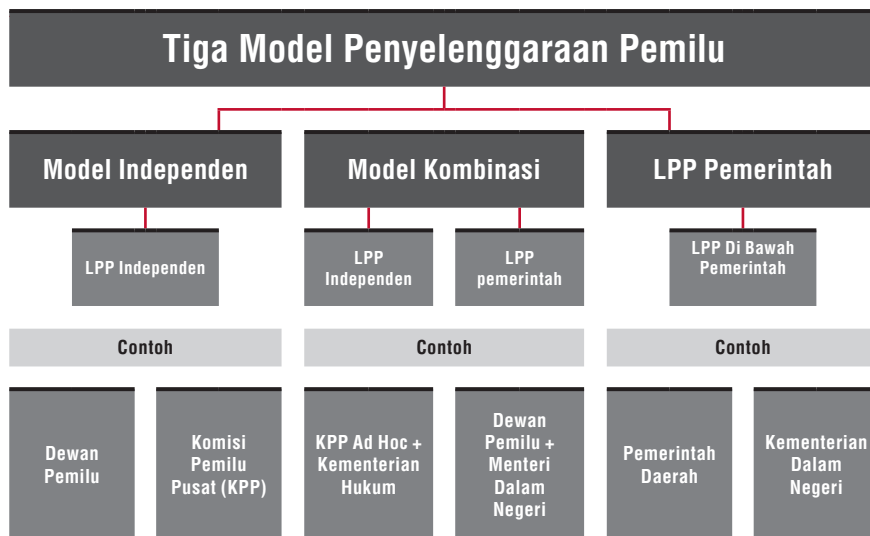 Tiga Model Penyelenggaraan Pemilu
Model Independen
Model Kombinasi
LPP Pemerintah
LPP Independen
LPP
Independen
LPP
pemerintah
LPP Di Bawah
Pemerintah
Contoh
Contoh
Contoh
Dewan
Pemilu
Komisi
Pemilu
Pusat (KPP)
KPP Ad Hoc +
Kementerian
Hukum
Dewan
Pemilu +
Menteri
Dalam
Negeri
Pemerintah
Daerah
Kementerian
Dalam
Negeri